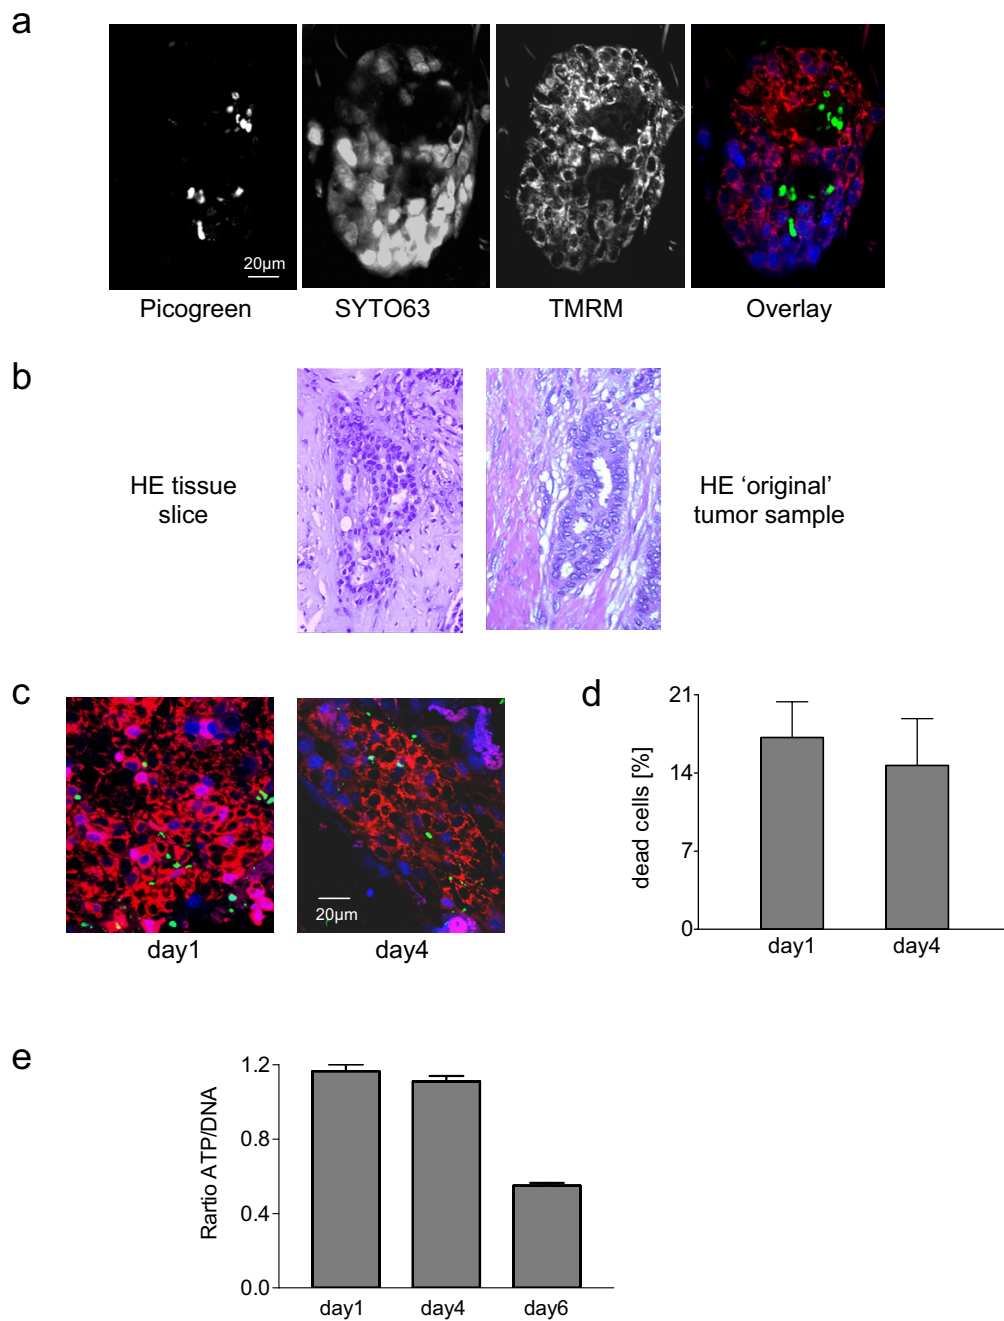 a
20µm
Picogreen
SYTO63
TMRM
Overlay
b
HE tissue
slice
HE ‘original’
tumor sample
c
day1
20µm
day4
d
dead cells [%]
21
14
7
0
day1
day4
e
Rartio ATP/DNA
1.2
0.8
0.4
0.0
day1
day4
day6